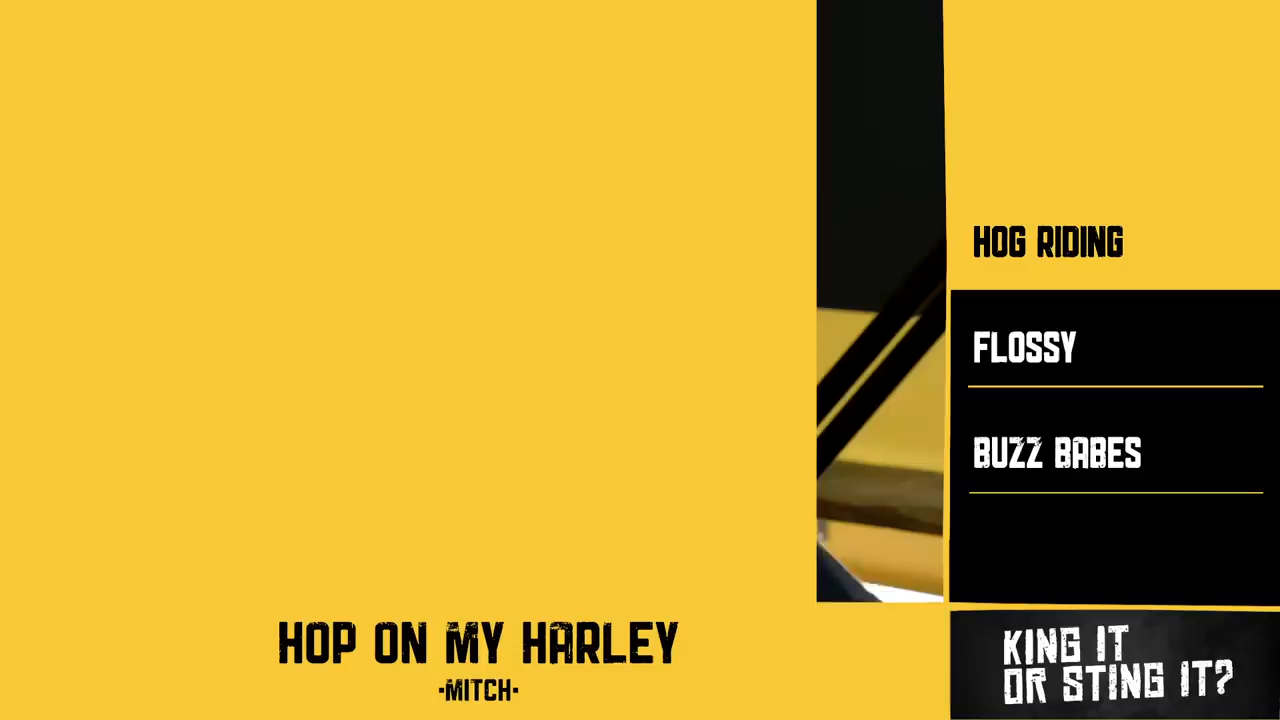 HOG RIDING
FLOSSY
BUZZ BABES
HOP ON MY HARLEY
·MITCH·
KING IT
OR STING IT?